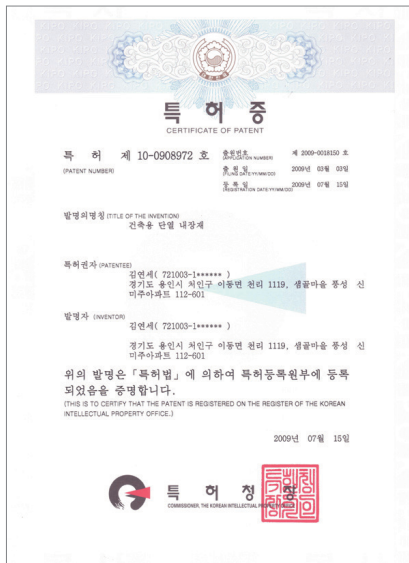 특허증
CERTIFICATE OF PATENT
특 허 제 10-0908972 호
(PATENT NUMBER)
출원번호 제 2009-0018150 호
(APPLICATION NUMBER)
출원일 2009년 03월 03일
(FILING DATE:YY/MM/DD)
등록일 2009년 07월 15일
(REGISTRATION DATE:YY/MM/DD)
발명의명칭 (TITLE OF THE INVENTION)
건축용 단열 내장재
특허권자 (PATENTEE)
김연세( 721003-1****** )
경기도 용인시 처인구 이동면 천리 1119, 샘골마을 풍성 신
미주아파트 112-601
발명자 (INVENTOR)
김연세( 721003-1****** )
경기도 용인시 처인구 이동면 천리 1119, 샘골마을 풍성 신
미주아파트 112-601
위의 발명은 「특허법」에 의하여 특허등록원부에 등록
되었음을 증명합니다.
(THIS IS TO CERTIFY THAT THE PATENT IS REGISTERED ON THE REGISTER OF THE KOREAN
INTELLECTUAL PROPERTY OFFICE.)
2009년 07월 15일
특 허 청 장
COMMISSIONER, THE KOREAN INTELLECTUAL PROPERTY OFFICE